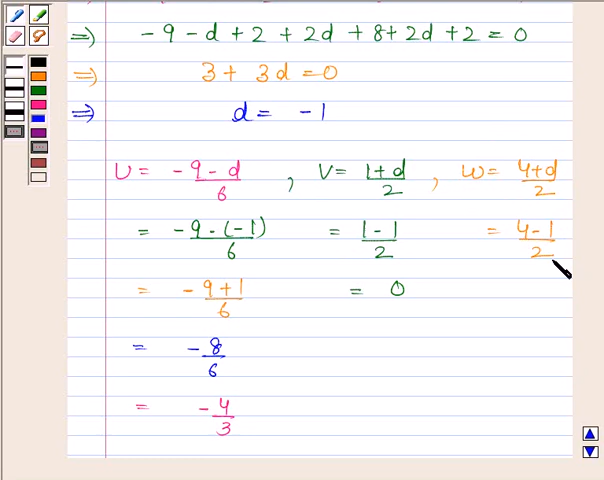 ⇒ -9-d+2+2d+8+2d+2=0
⇒ 3+3d=0
⇒ d= -1
U= -9-d/6, V= 1+d/2, W= 4+d/2
= -9-(-1)/6 = 1-1/2 = 4-1/2
= -9+1/6 = 0
= -8/6
= -4/3